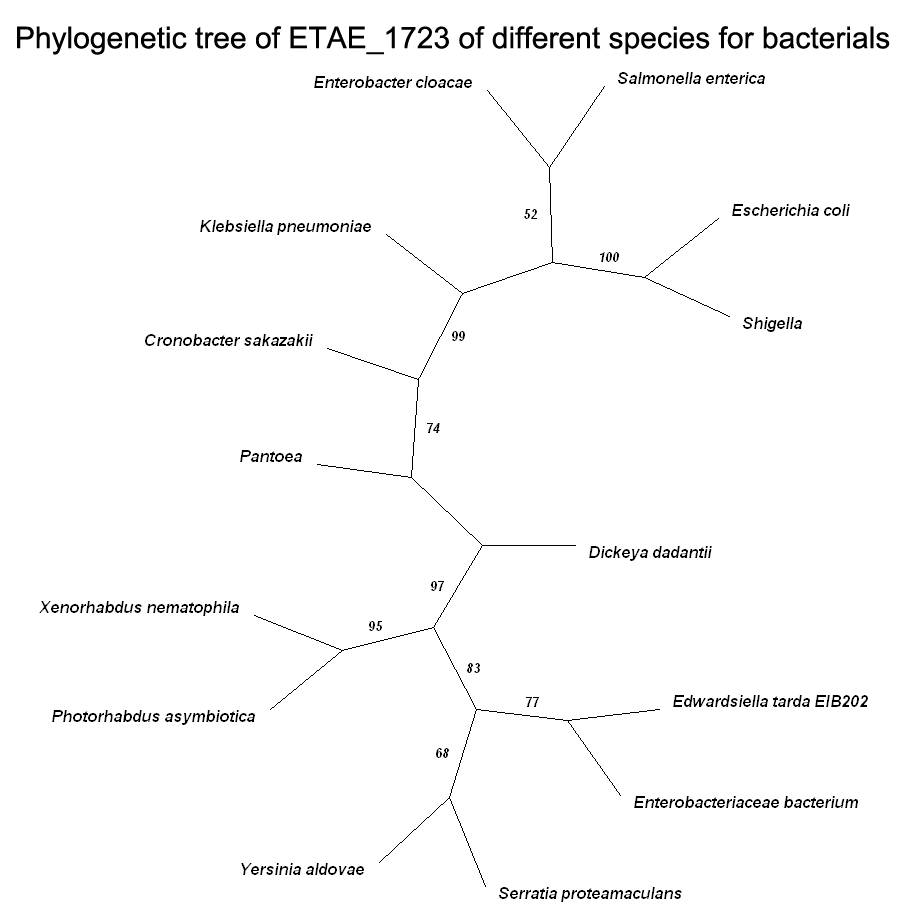 Phylogenetic tree of ETAE_1723 of different species for bacterials
Enterobacter cloacae
Salmonella enterica
52
Escherichia coli
Klebsiella pneumoniae
100
Shigella
99
Cronobacter sakazakii
74
Pantoea
Dickeya dadantii
97
Xenorhabdus nematophila
95
83
Photorhabdus asymbiotica
77
Edwardsiella tarda EIB202
68
Enterobacteriaceae bacterium
Yersinia aldovae
Serratia proteamaculans